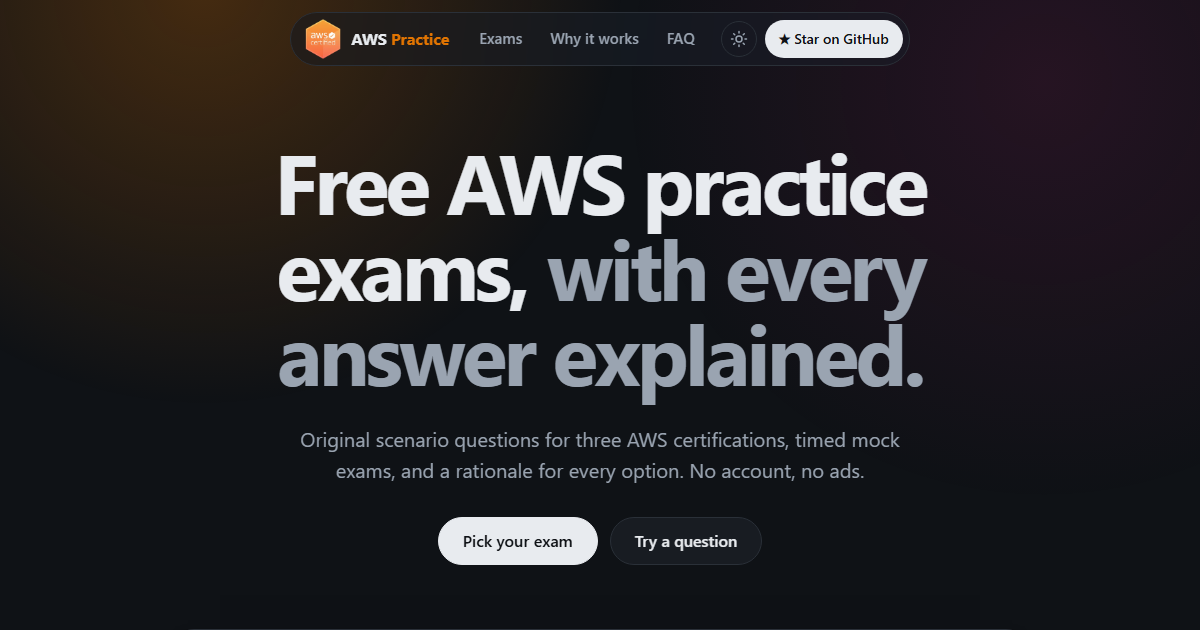 aws
certified
AWS Practice
Exams
Why it works
FAQ
★ Star on GitHub
Free AWS practice
exams, with every
answer explained.
Original scenario questions for three AWS certifications, timed mock
exams, and a rationale for every option. No account, no ads.
Pick your exam
Try a question